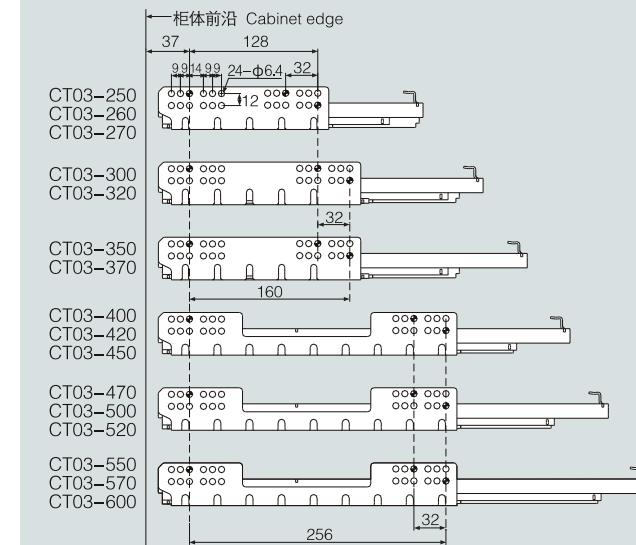 柜体前沿 Cabinet edge
37 128
9 9 14 9 9 24-φ6.4 32
12
CT03-250
CT03-260
CT03-270
CT03-300
CT03-320
32
CT03-350
CT03-370
160
CT03-400
CT03-420
CT03-450
CT03-470
CT03-500
CT03-520
CT03-550
CT03-570
CT03-600
32
256